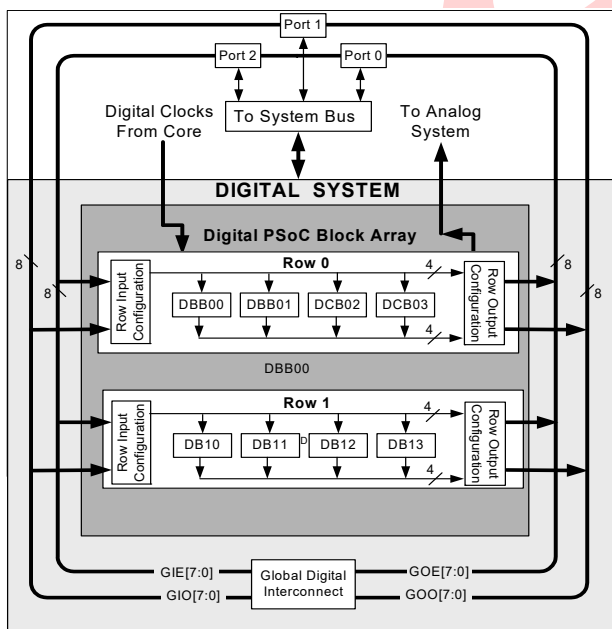 Port 1
Port 2
Port 0
Digital Clocks
From Core
To System Bus
To Analog
System
DIGITAL SYSTEM
Digital PSoC Block Array
Row 0
4
Row Input
Configuration
DBB00
DBB01
DCB02
DCB03
Row Output
Configuration
4
8
8
8
8
DBB00
Row 1
4
Row Input
Configuration
DB10
DB11
D
DB12
DB13
Row Output
Configuration
4
GIE[7:0]
GIO[7:0]
Global Digital
Interconnect
GOE[7:0]
GOO[7:0]